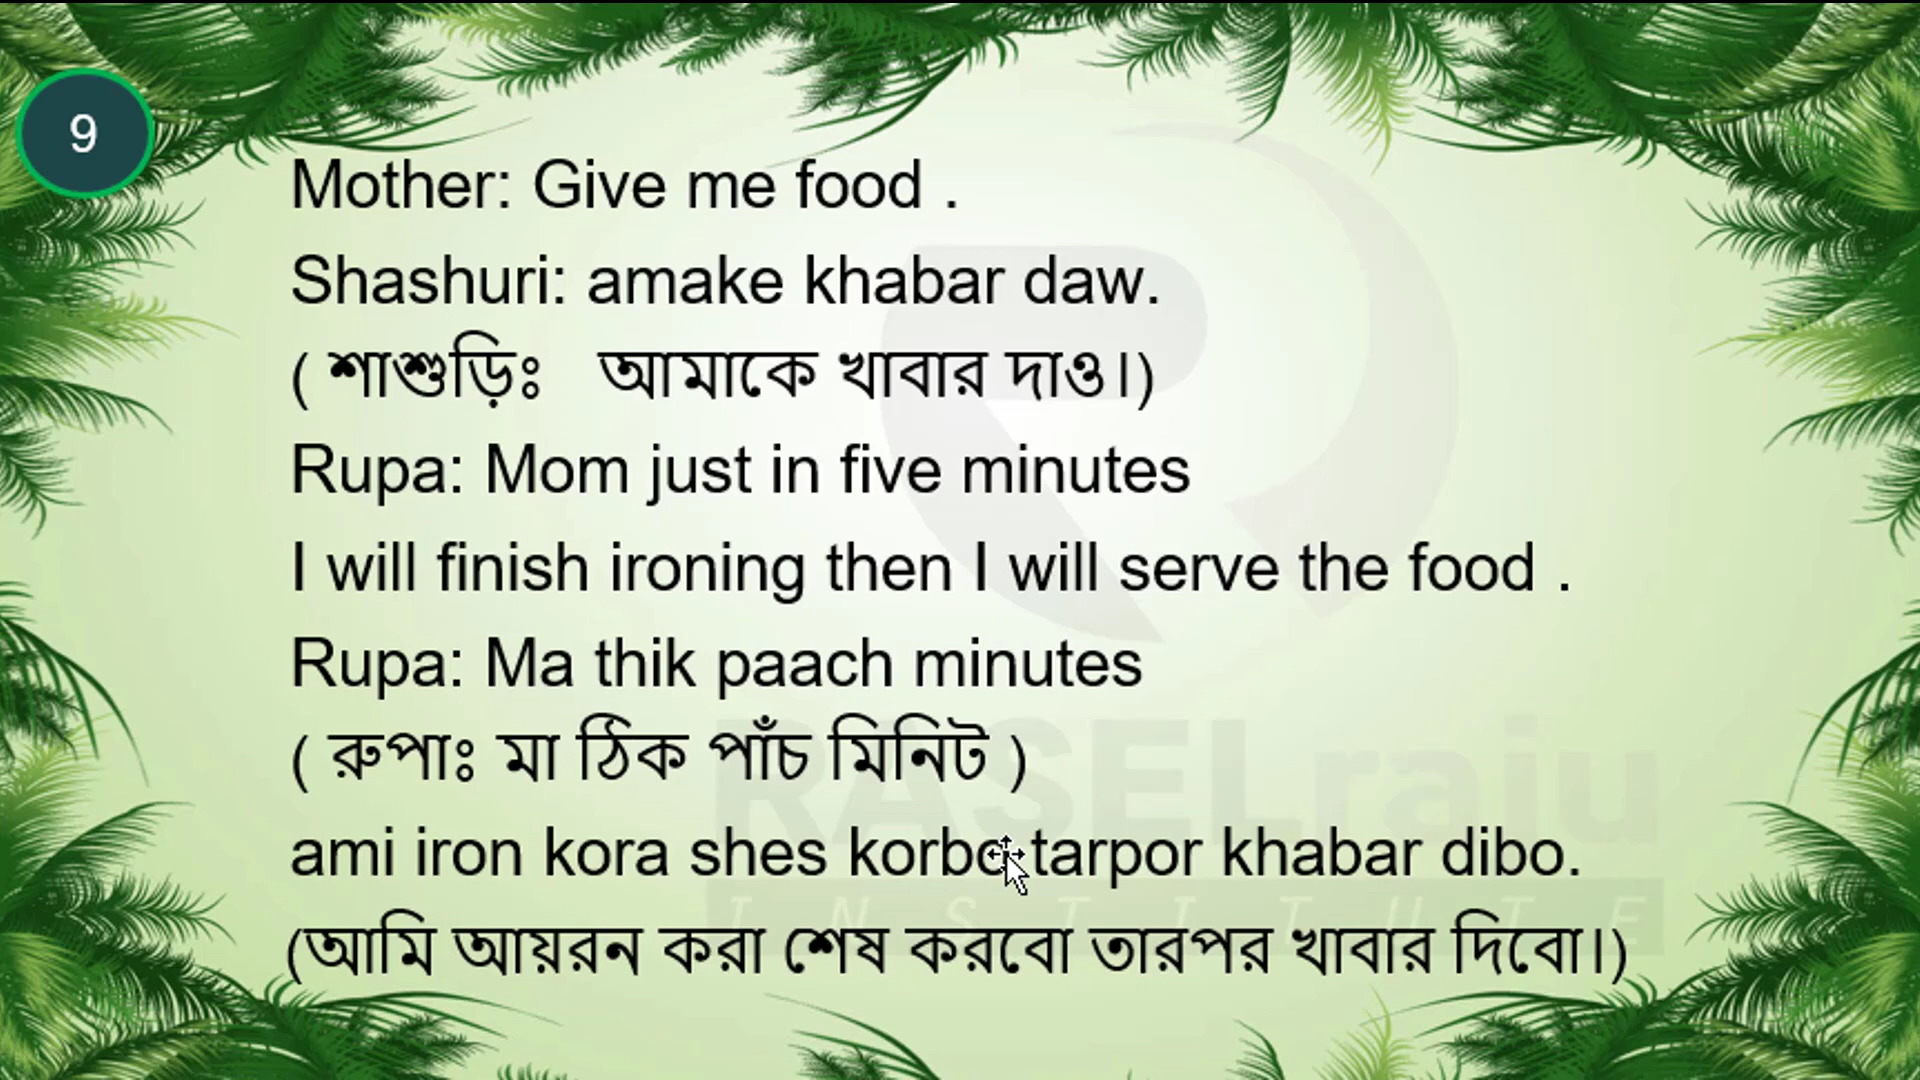 9
Mother: Give me food .
Shashuri: amake khabar daw.
( শাশুড়িঃ আমাকে খাবার দাও।)
Rupa: Mom just in five minutes
I will finish ironing then I will serve the food .
Rupa: Ma thik paach minutes
( রুপাঃ মা ঠিক পাঁচ মিনিট )
ami iron kora shes korbo tarpor khabar dibo.
(আমি আয়রন করা শেষ করবো তারপর খাবার দিবো।)
RASELraju
INSTITUTE